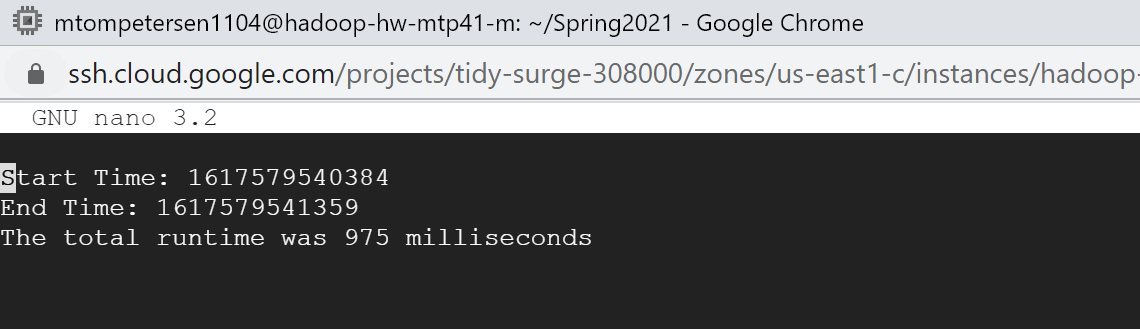 mtompetersen1104@hadoop-hw-mtp41-m: ~/Spring2021 - Google Chrome
ssh.cloud.google.com/projects/tidy-surge-308000/zones/us-east1-c/instances/hadoop-
GNU nano 3.2
Start Time: 1617579540384
End Time: 1617579541359
The total runtime was 975 milliseconds